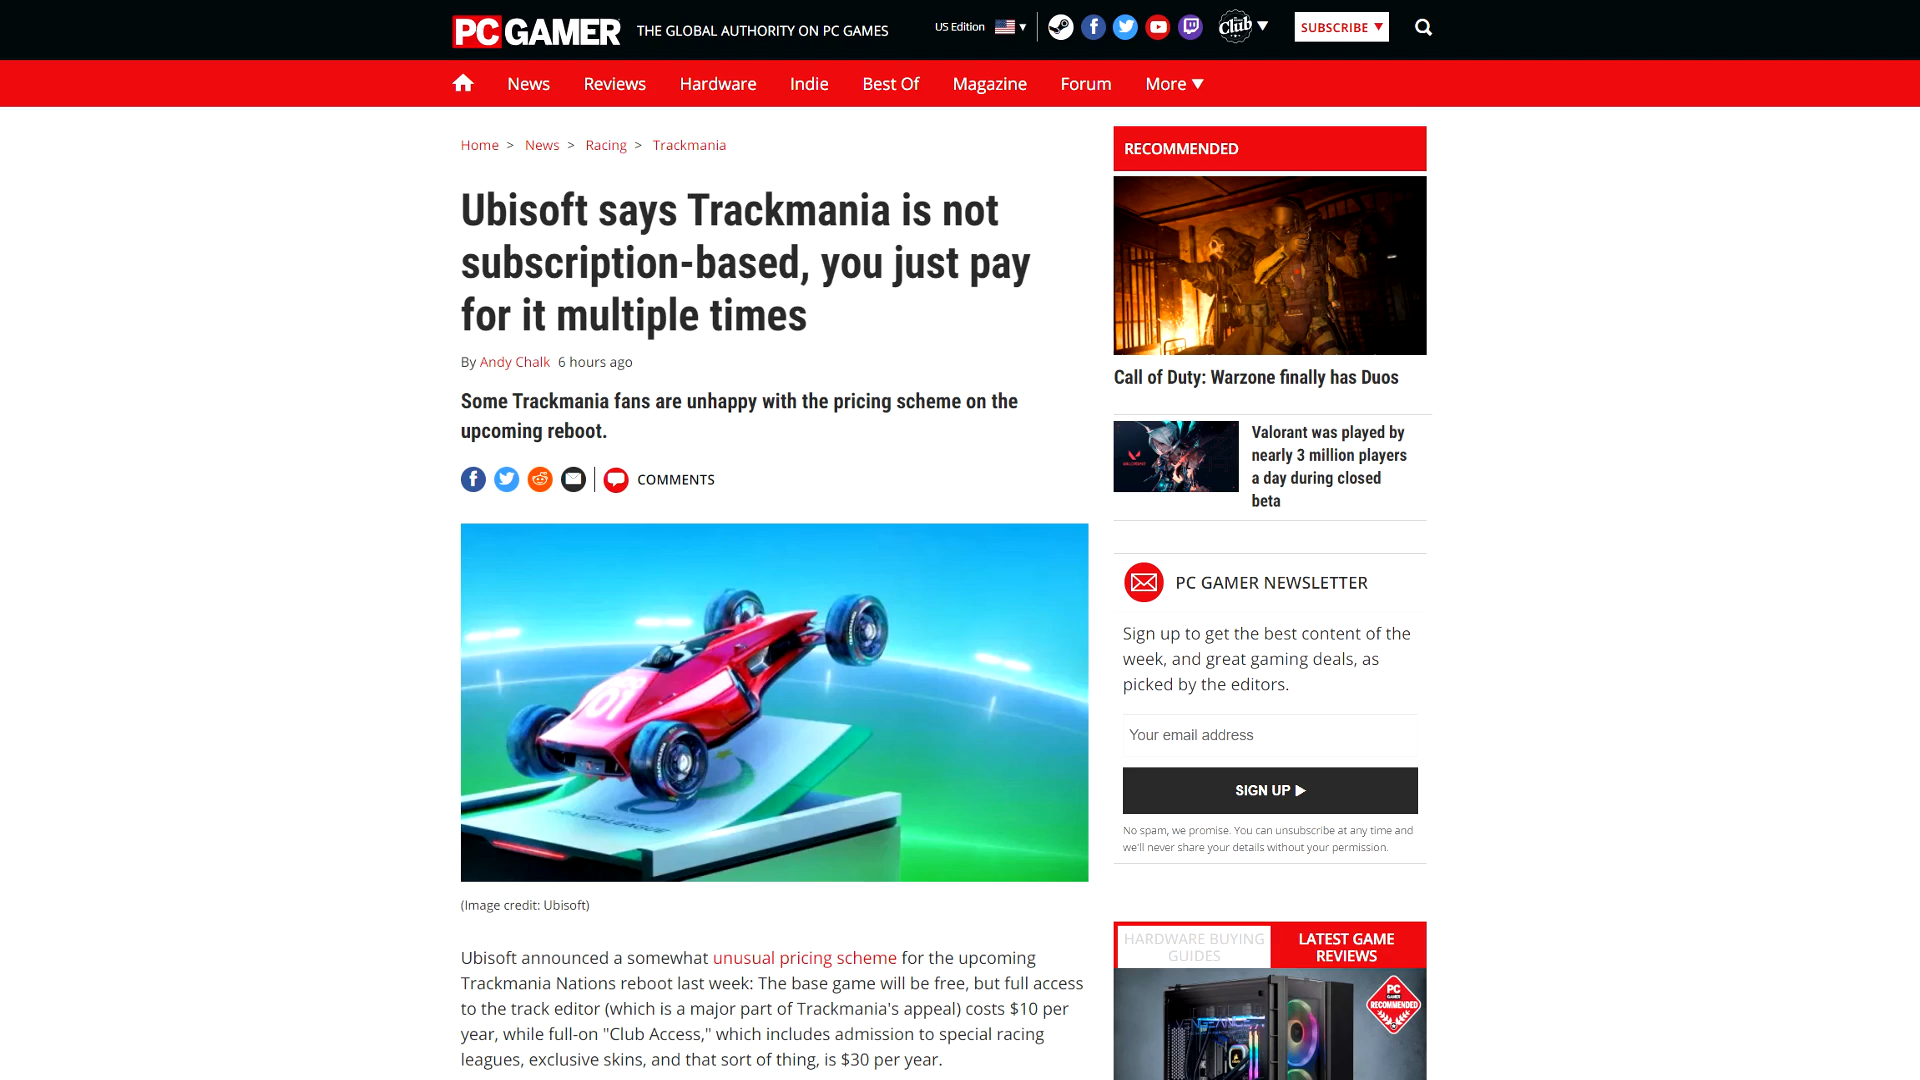 PC GAMER THE GLOBAL AUTHORITY ON PC GAMES US Edition Club SUBSCRIBE
News Reviews Hardware Indie Best Of Magazine Forum More
Home > News > Racing > Trackmania
Ubisoft says Trackmania is not
subscription-based, you just pay
for it multiple times
By Andy Chalk 6 hours ago
Some Trackmania fans are unhappy with the pricing scheme on the
upcoming reboot.
COMMENTS
101
TRACKMANIA
GRAND LEAGUE
(Image credit: Ubisoft)
Ubisoft announced a somewhat unusual pricing scheme for the upcoming
Trackmania Nations reboot last week: The base game will be free, but full access
to the track editor (which is a major part of Trackmania's appeal) costs $10 per
year, while full-on "Club Access," which includes admission to special racing
leagues, exclusive skins, and that sort of thing, is $30 per year.
RECOMMENDED
Call of Duty: Warzone finally has Duos
VALORANT
Valorant was played by
nearly 3 million players
a day during closed
beta
PC GAMER NEWSLETTER
Sign up to get the best content of the
week, and great gaming deals, as
picked by the editors.
Your email address
SIGN UP
No spam, we promise. You can unsubscribe at any time and
we'll never share your details without your permission.
HARDWARE BUYING
GUIDES
LATEST GAME
REVIEWS
PC
GAMER
RECOMMENDED
VENGEANCE